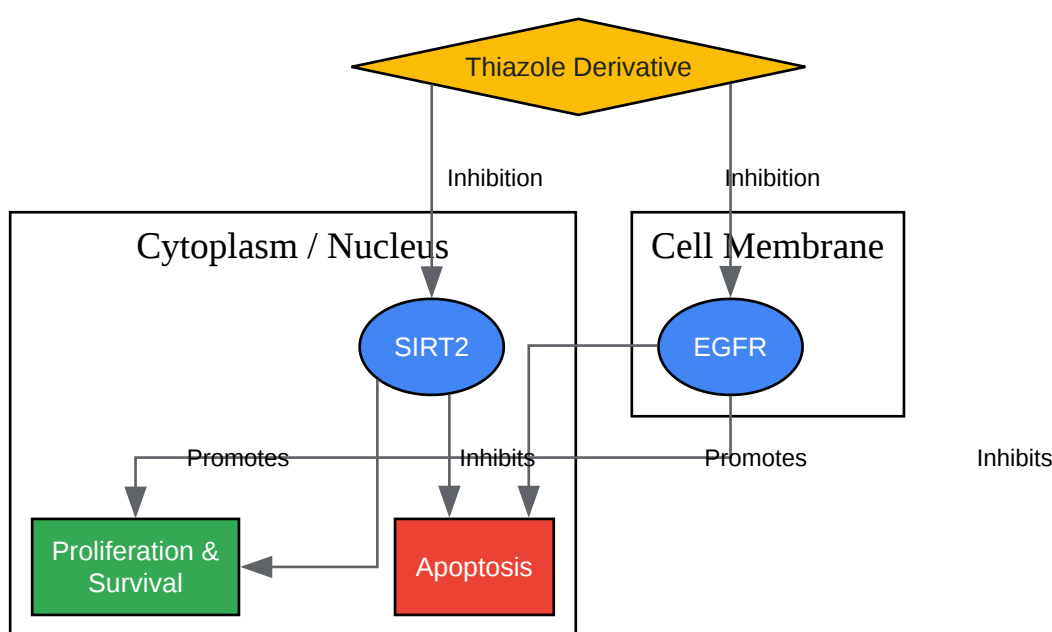 Thiazole Derivative
Inhibition
Inhibition
Cytoplasm / Nucleus
Cell Membrane
SIRT2
EGFR
Promotes
Inhibits
Promotes
Inhibits
Proliferation &
Survival
Apoptosis